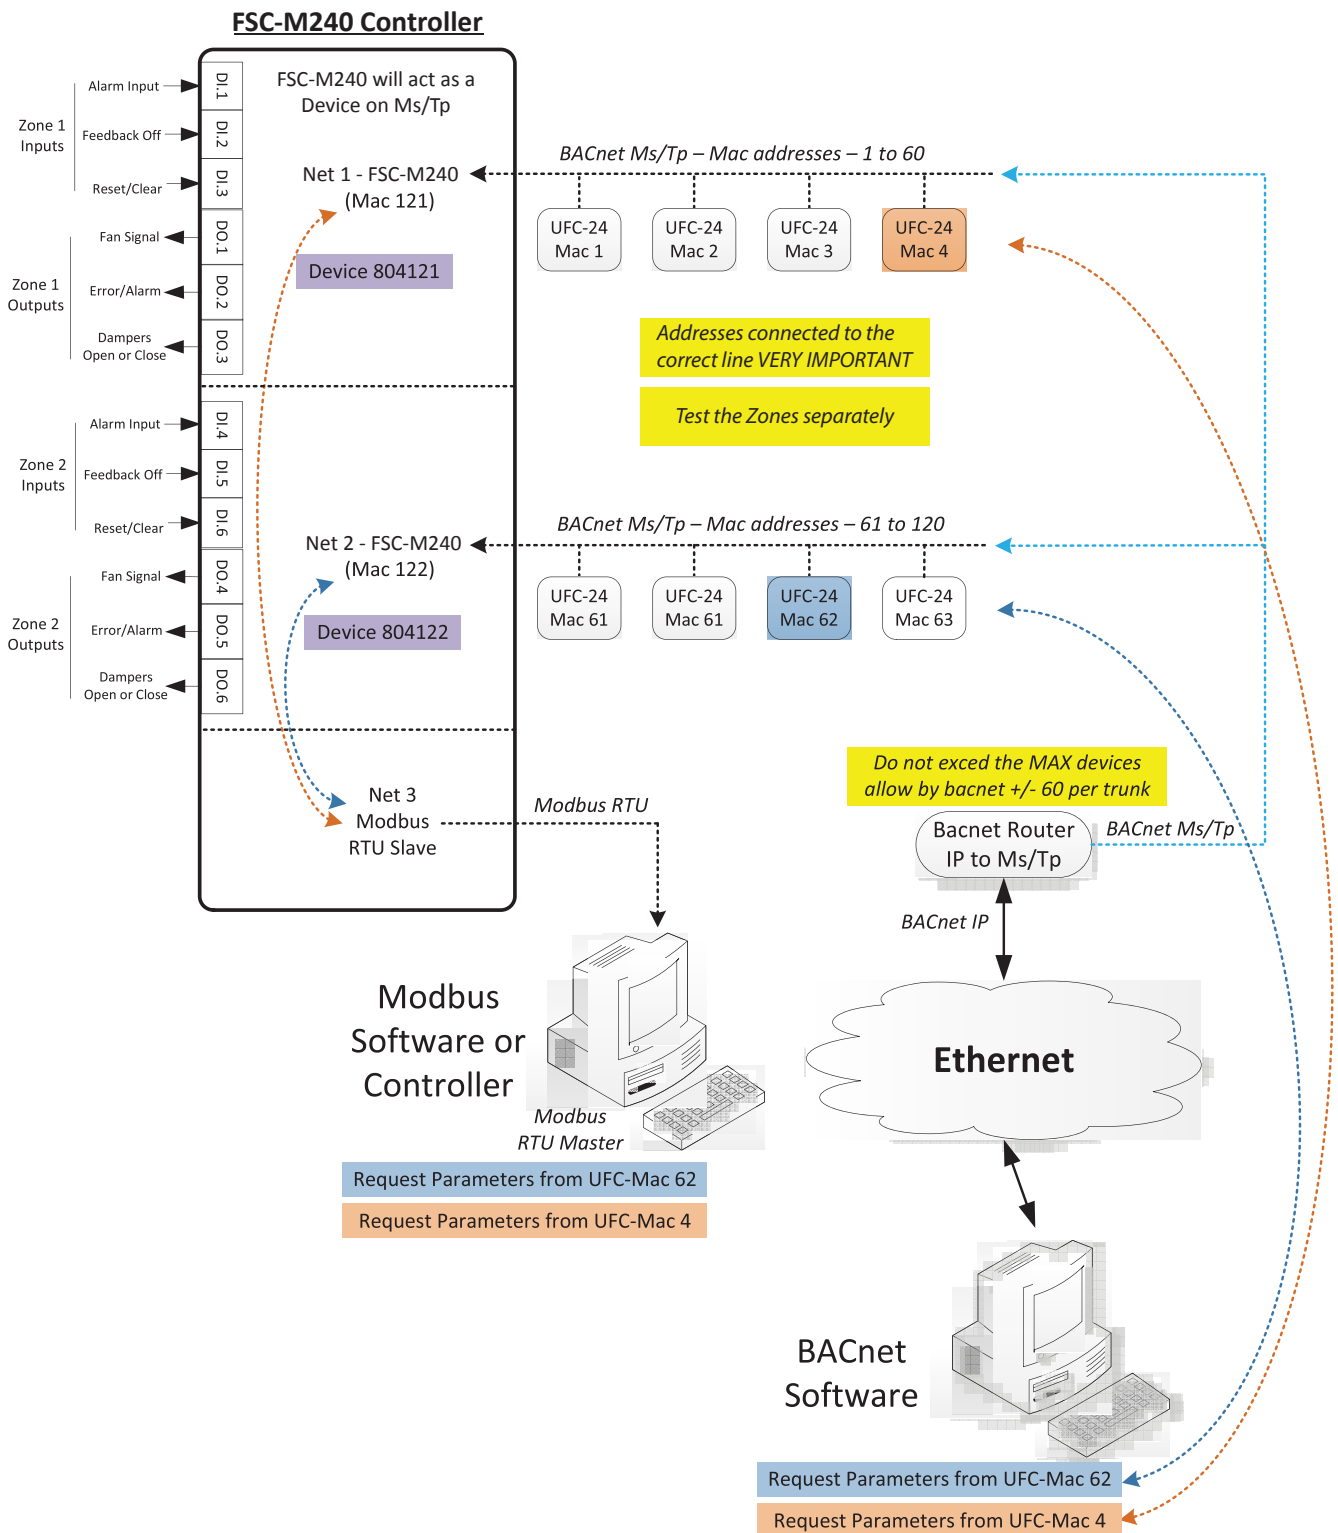 FSC-M240 Controller
FSC-M240 will act as a
Device on Ms/Tp
Zone 1
Inputs
Alarm Input
DI.1
Feedback Off
DI.2
Reset/Clear
DI.3
Zone 1
Outputs
Fan Signal
DO.1
Error/Alarm
DO.2
Dampers
Open or Close
DO.3
Net 1 - FSC-M240
(Mac 121)
Device 804121
BACnet Ms/Tp – Mac addresses – 1 to 60
UFC-24
Mac 1
UFC-24
Mac 2
UFC-24
Mac 3
UFC-24
Mac 4
Addresses connected to the
correct line VERY IMPORTANT
Test the Zones separately
Zone 2
Inputs
Alarm Input
DI.4
Feedback Off
DI.5
Reset/Clear
DI.6
Zone 2
Outputs
Fan Signal
DO.4
Error/Alarm
DO.5
Dampers
Open or Close
DO.6
Net 2 - FSC-M240
(Mac 122)
Device 804122
BACnet Ms/Tp – Mac addresses – 61 to 120
UFC-24
Mac 61
UFC-24
Mac 61
UFC-24
Mac 62
UFC-24
Mac 63
Net 3
Modbus
RTU Slave
Modbus RTU
Do not exced the MAX devices
allow by bacnet +/- 60 per trunk
Bacnet Router
IP to Ms/Tp
BACnet Ms/Tp
BACnet IP
Ethernet
Modbus
Software or
Controller
Modbus
RTU Master
Request Parameters from UFC-Mac 62
Request Parameters from UFC-Mac 4
BACnet
Software
Request Parameters from UFC-Mac 62
Request Parameters from UFC-Mac 4